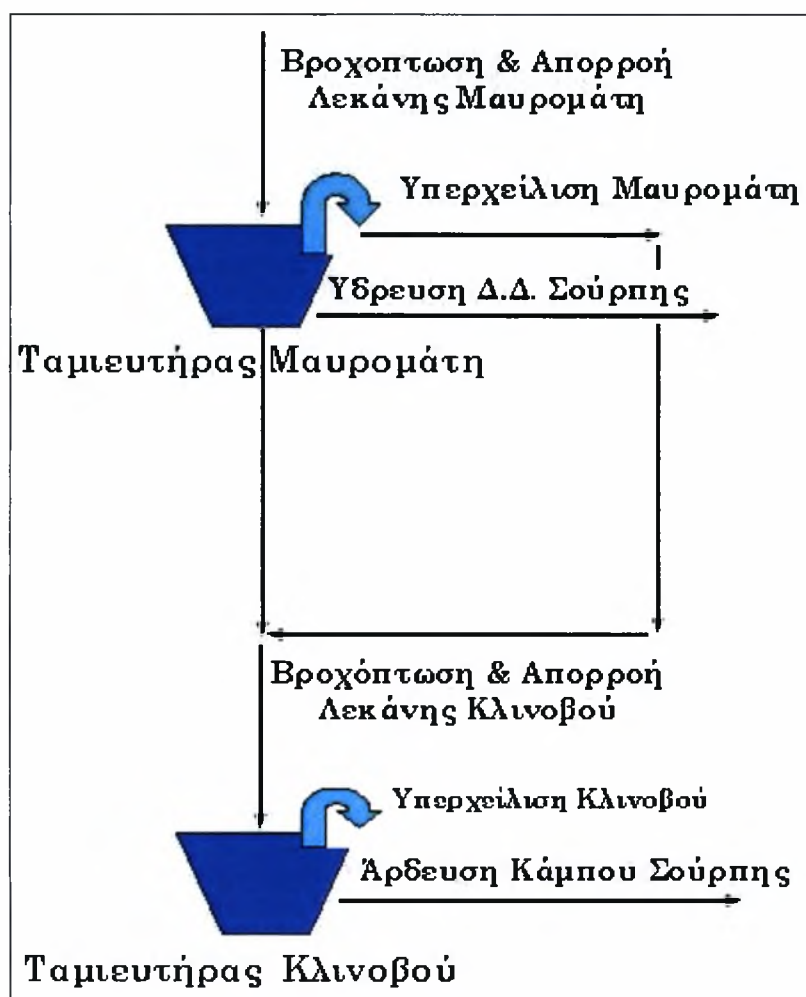 Βροχοπτωση & Απορροή
Λεκάνης Μαυρομάτη
Υπερχείλιση Μαυρομάτη
Ύδρευση Δ.Δ. Σούρπης
Ταμιευτήρας Μαυρομάτη
Βροχόπτωση & Απορροή
Λεκάνης Κλινοβού
Υπερχείλιση Κλινοβού
Άρδευση Κάμπου Σούρπης
Ταμιευτήρας Κλινοβού